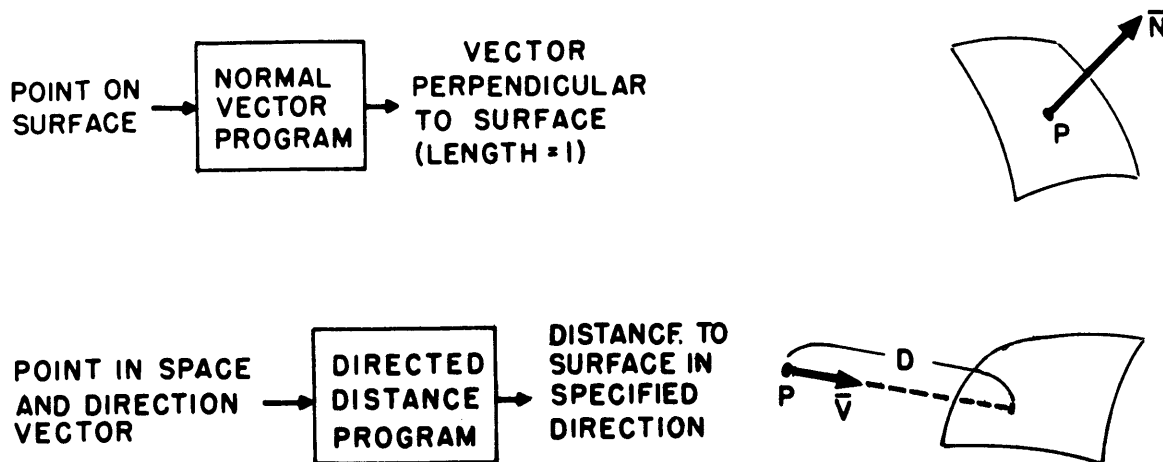 POINT ON
SURFACE
NORMAL
VECTOR
PROGRAM
VECTOR
PERPENDICULAR
TO SURFACE
(LENGTH = 1)
N̅
P
POINT IN SPACE
AND DIRECTION
VECTOR
DIRECTED
DISTANCE
PROGRAM
DISTANCE TO
SURFACE IN
SPECIFIED
DIRECTION
D
P
V̅